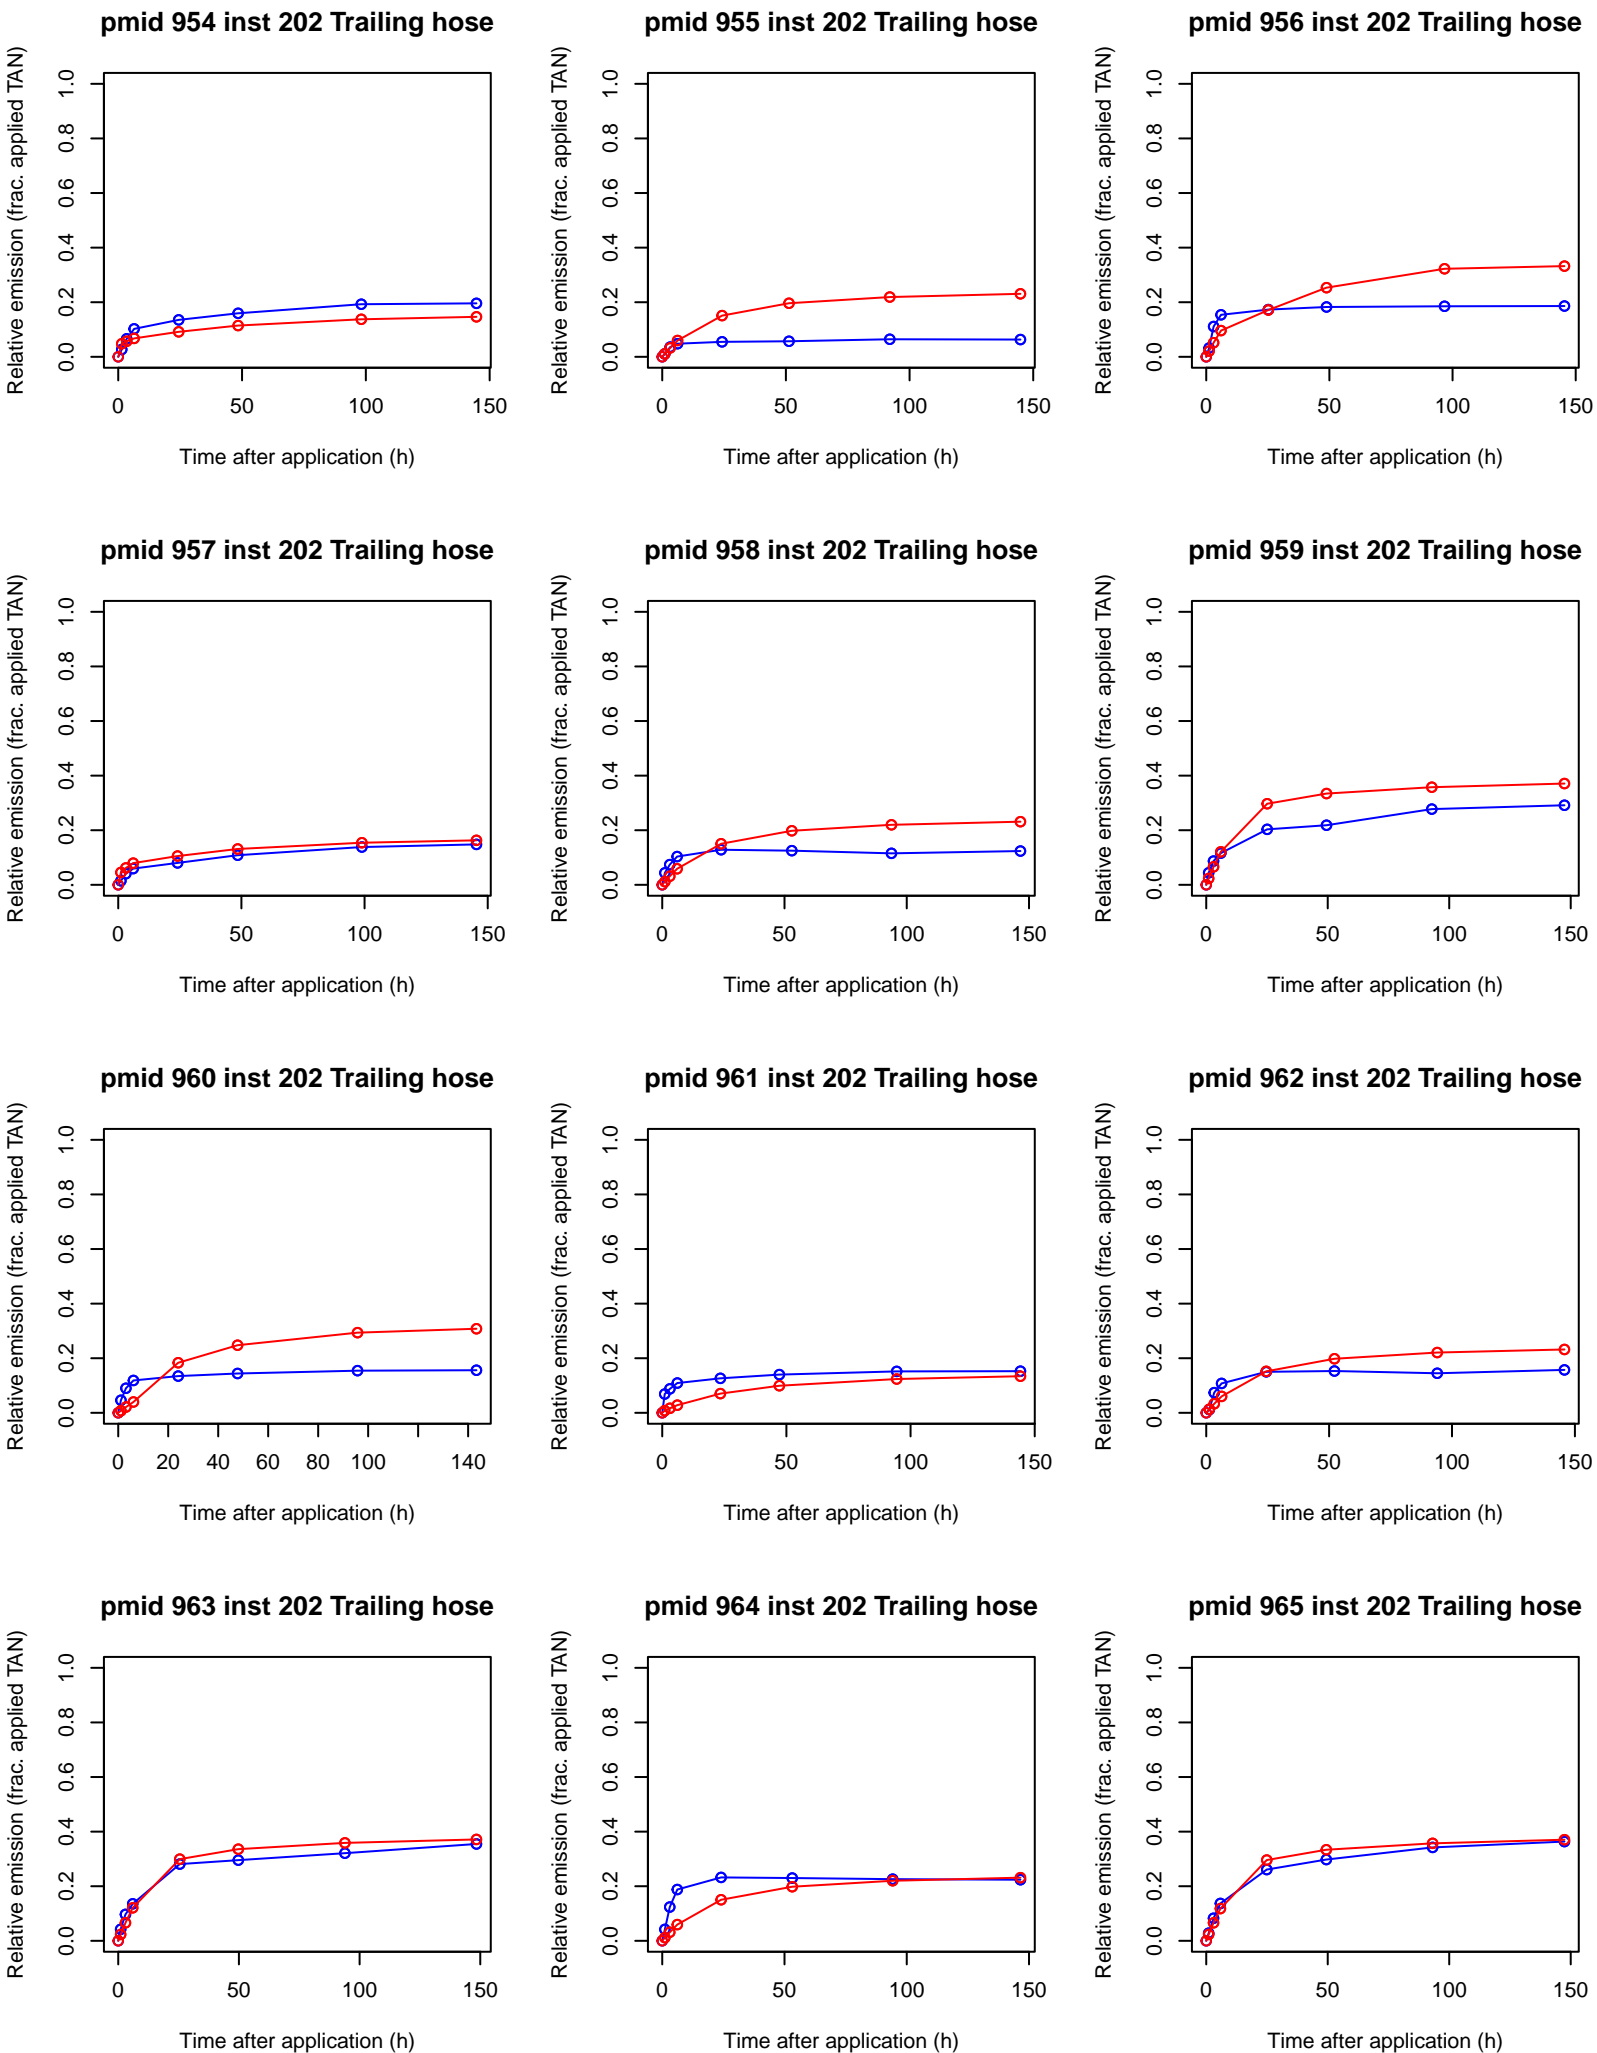 pmid 954 inst 202 Trailing hose
Relative emission (frac. applied TAN)
0.0 0.2 0.4 0.6 0.8 1.0
0 50 100 150
Time after application (h)
pmid 955 inst 202 Trailing hose
Relative emission (frac. applied TAN)
0.0 0.2 0.4 0.6 0.8 1.0
0 50 100 150
Time after application (h)
pmid 956 inst 202 Trailing hose
Relative emission (frac. applied TAN)
0.0 0.2 0.4 0.6 0.8 1.0
0 50 100 150
Time after application (h)
pmid 957 inst 202 Trailing hose
Relative emission (frac. applied TAN)
0.0 0.2 0.4 0.6 0.8 1.0
0 50 100 150
Time after application (h)
pmid 958 inst 202 Trailing hose
Relative emission (frac. applied TAN)
0.0 0.2 0.4 0.6 0.8 1.0
0 50 100 150
Time after application (h)
pmid 959 inst 202 Trailing hose
Relative emission (frac. applied TAN)
0.0 0.2 0.4 0.6 0.8 1.0
0 50 100 150
Time after application (h)
pmid 960 inst 202 Trailing hose
Relative emission (frac. applied TAN)
0.0 0.2 0.4 0.6 0.8 1.0
0 20 40 60 80 100 140
Time after application (h)
pmid 961 inst 202 Trailing hose
Relative emission (frac. applied TAN)
0.0 0.2 0.4 0.6 0.8 1.0
0 50 100 150
Time after application (h)
pmid 962 inst 202 Trailing hose
Relative emission (frac. applied TAN)
0.0 0.2 0.4 0.6 0.8 1.0
0 50 100 150
Time after application (h)
pmid 963 inst 202 Trailing hose
Relative emission (frac. applied TAN)
0.0 0.2 0.4 0.6 0.8 1.0
0 50 100 150
Time after application (h)
pmid 964 inst 202 Trailing hose
Relative emission (frac. applied TAN)
0.0 0.2 0.4 0.6 0.8 1.0
0 50 100 150
Time after application (h)
pmid 965 inst 202 Trailing hose
Relative emission (frac. applied TAN)
0.0 0.2 0.4 0.6 0.8 1.0
0 50 100 150
Time after application (h)